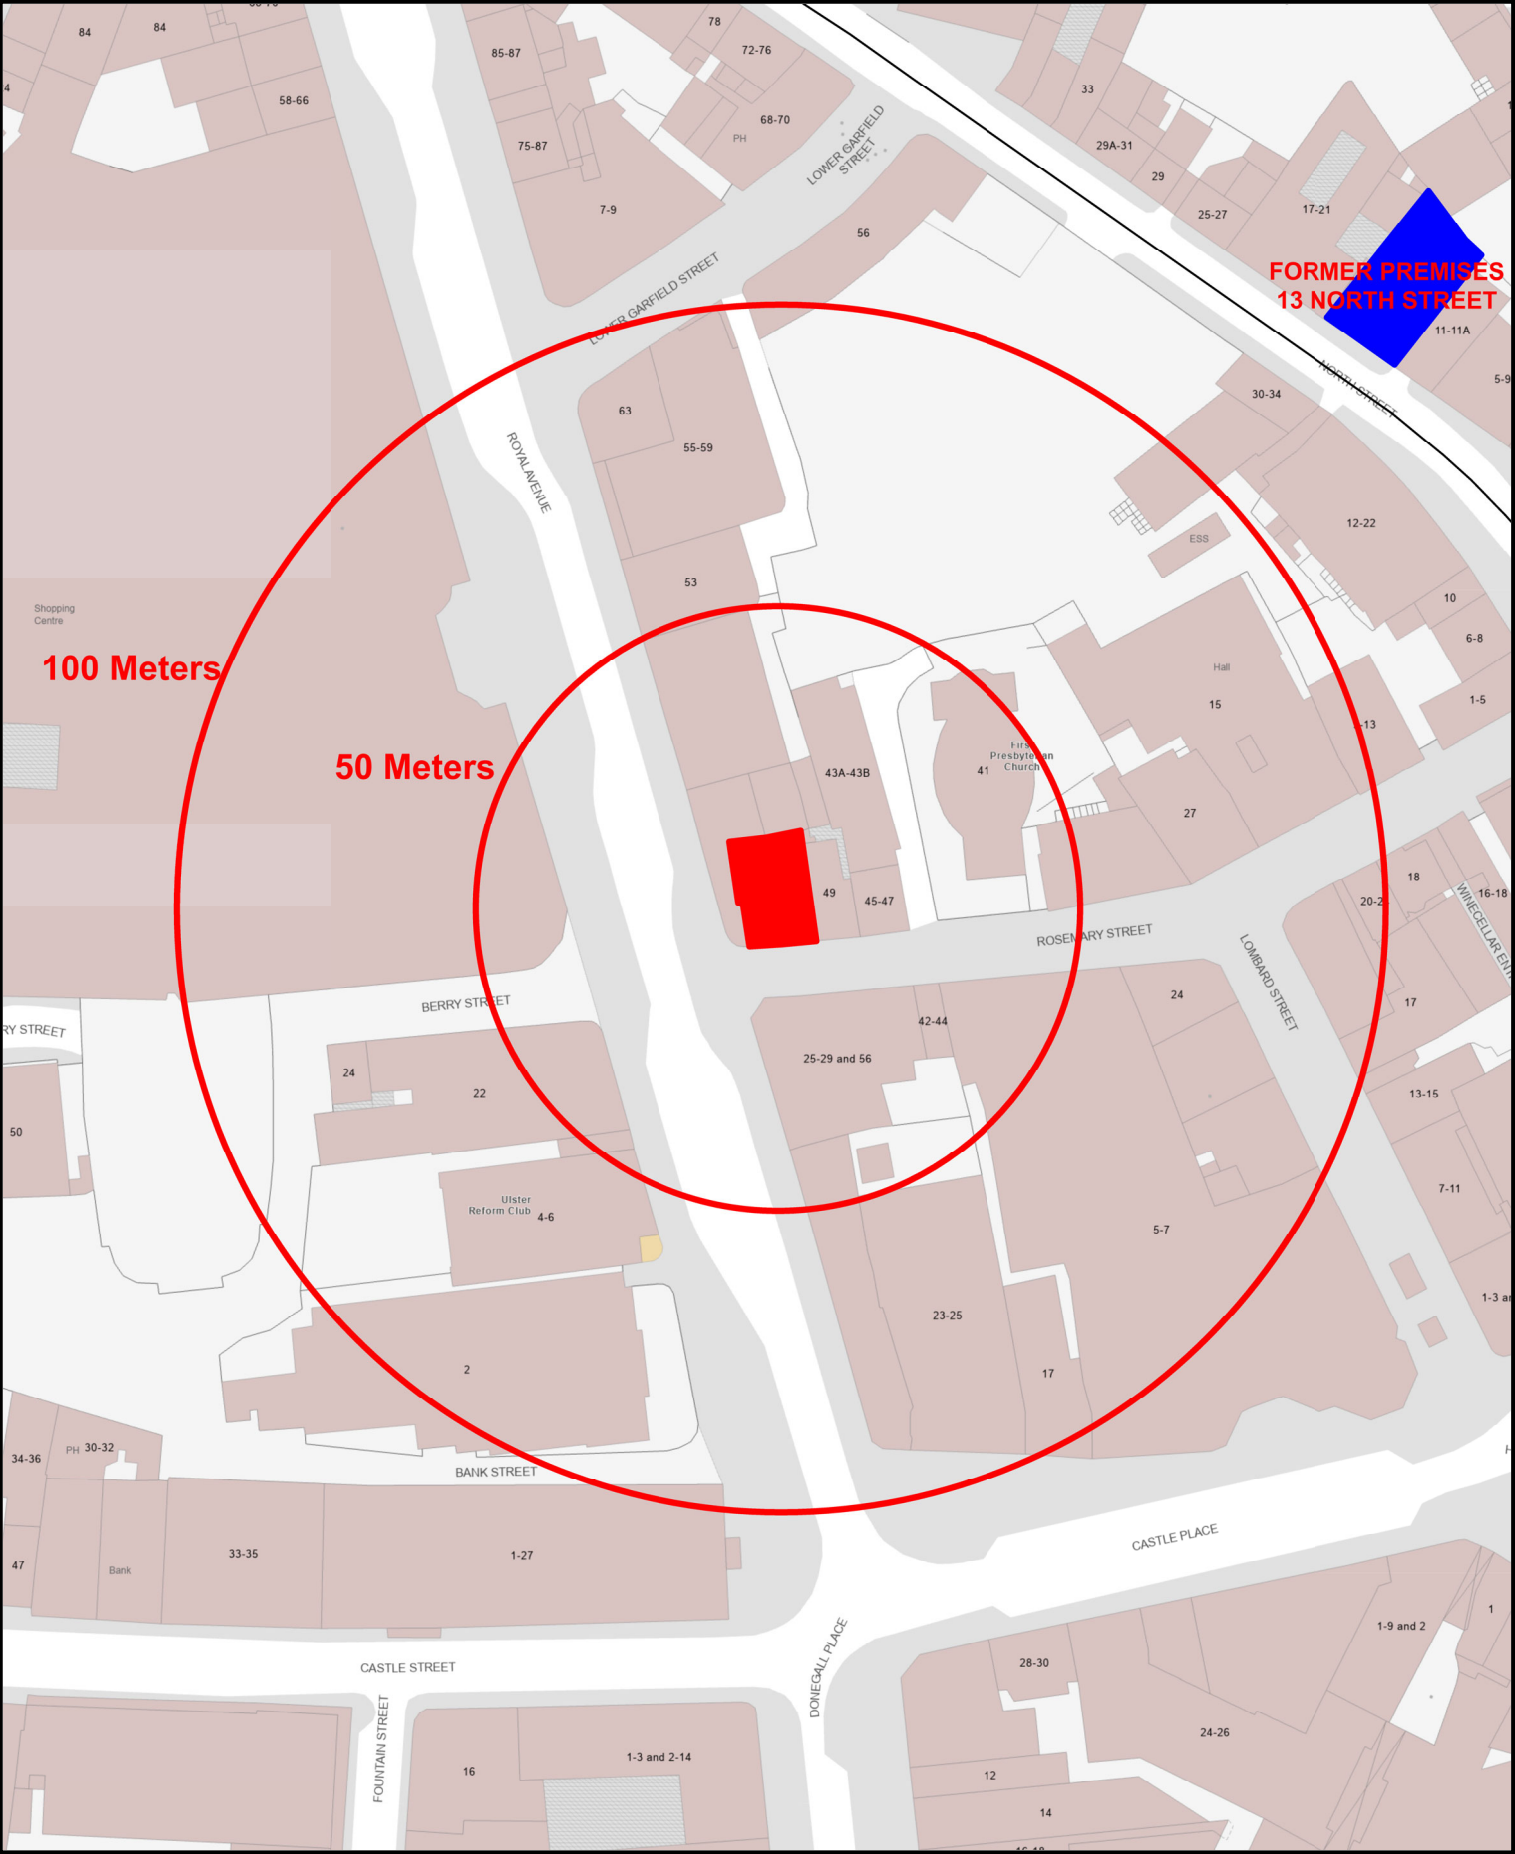 84
84
58-66
4
85-87
75-87
7-9
78
72-76
68-70
PH
LOWER GARFIELD
STREET
56
LOWER GARFIELD STREET
33
29A-31
29
25-27
17-21
FORMER PREMISES
13 NORTH STREET
11-11A
5-9
NORTH STREET
30-34
63
55-59
ROYAL AVENUE
53
12-22
ESS
10
6-8
1-5
Shopping
Centre
100 Meters
50 Meters
Hall
15
-13
First
Presbyterian
Church
41
43A-43B
27
49
45-47
ROSEMARY STREET
18
20-2
16-18
WINECELLAR ENT
LOMBARD STREET
17
BERRY STREET
RY STREET
24
42-44
25-29 and 56
24
22
50
13-15
7-11
Ulster
Reform Club
4-6
5-7
1-3 ar
23-25
17
2
34-36
PH
30-32
BANK STREET
33-35
1-27
47
Bank
CASTLE PLACE
CASTLE STREET
DONEGALL PLACE
FOUNTAIN STREET
28-30
1-9 and 2
1
24-26
16
1-3 and 2-14
12
14